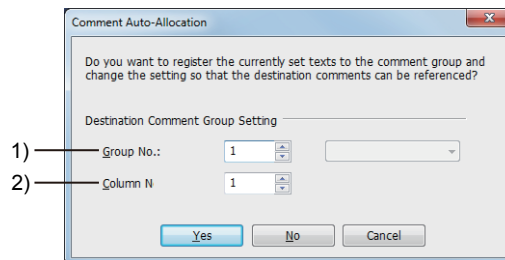 Comment Auto-Allocation
Do you want to register the currently set texts to the comment group and
change the setting so that the destination comments can be referenced?
Destination Comment Group Setting
1) Group No.: 1
2) Column N 1
Yes No Cancel